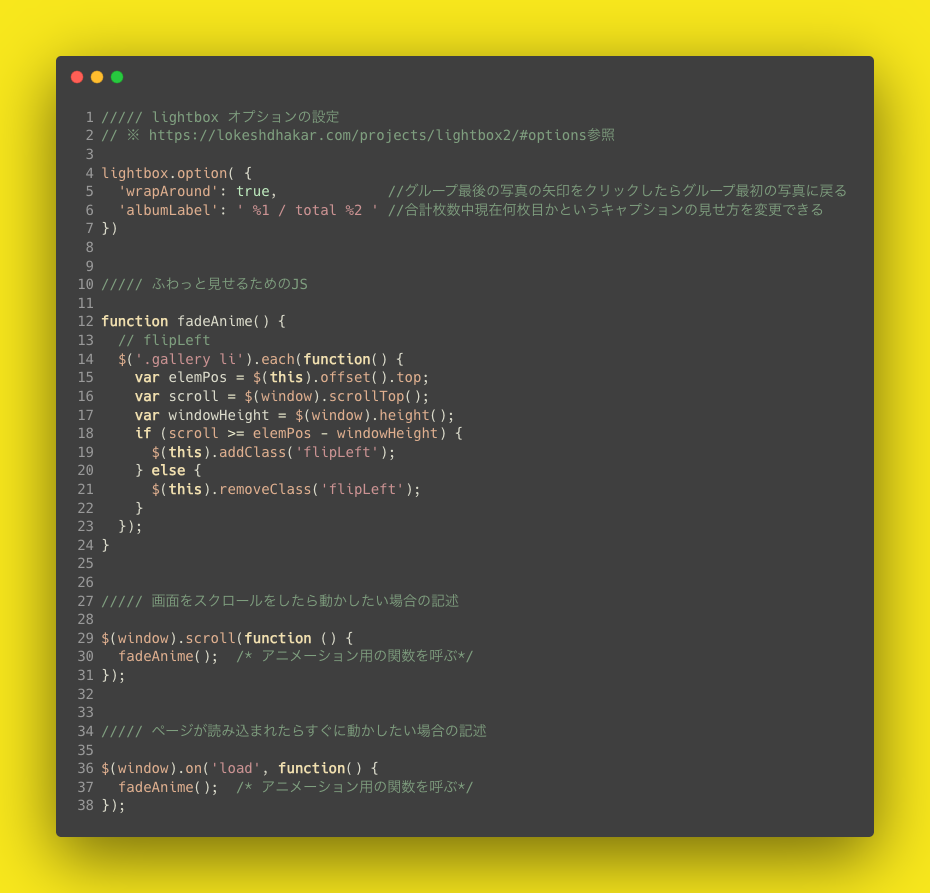 1 ///// lightbox オプションの設定
2 // ※ https://lokeshdhakar.com/projects/lightbox2/#options参照
3
4 lightbox.option( {
5   'wrapAround': true,             //グループ最後の写真の矢印をクリックしたらグループ最初の写真に戻る
6   'albumLabel': ' %1 / total %2 ' //合計枚数中現在何枚目かというキャプションの見せ方を変更できる
7 })
8
9
10 ///// ふわっと見せるためのJS
11
12 function fadeAnime() {
13   // flipLeft
14   $('.gallery li').each(function() {
15     var elemPos = $(this).offset().top;
16     var scroll = $(window).scrollTop();
17     var windowHeight = $(window).height();
18     if (scroll >= elemPos - windowHeight) {
19       $(this).addClass('flipLeft');
20     } else {
21       $(this).removeClass('flipLeft');
22     }
23   });
24 }
25
26
27 ///// 画面をスクロールをしたら動かしたい場合の記述
28
29 $(window).scroll(function () {
30   fadeAnime();  /* アニメーション用の関数を呼ぶ*/
31 });
32
33
34 ///// ページが読み込まれたらすぐに動かしたい場合の記述
35
36 $(window).on('load', function() {
37   fadeAnime();  /* アニメーション用の関数を呼ぶ*/
38 });